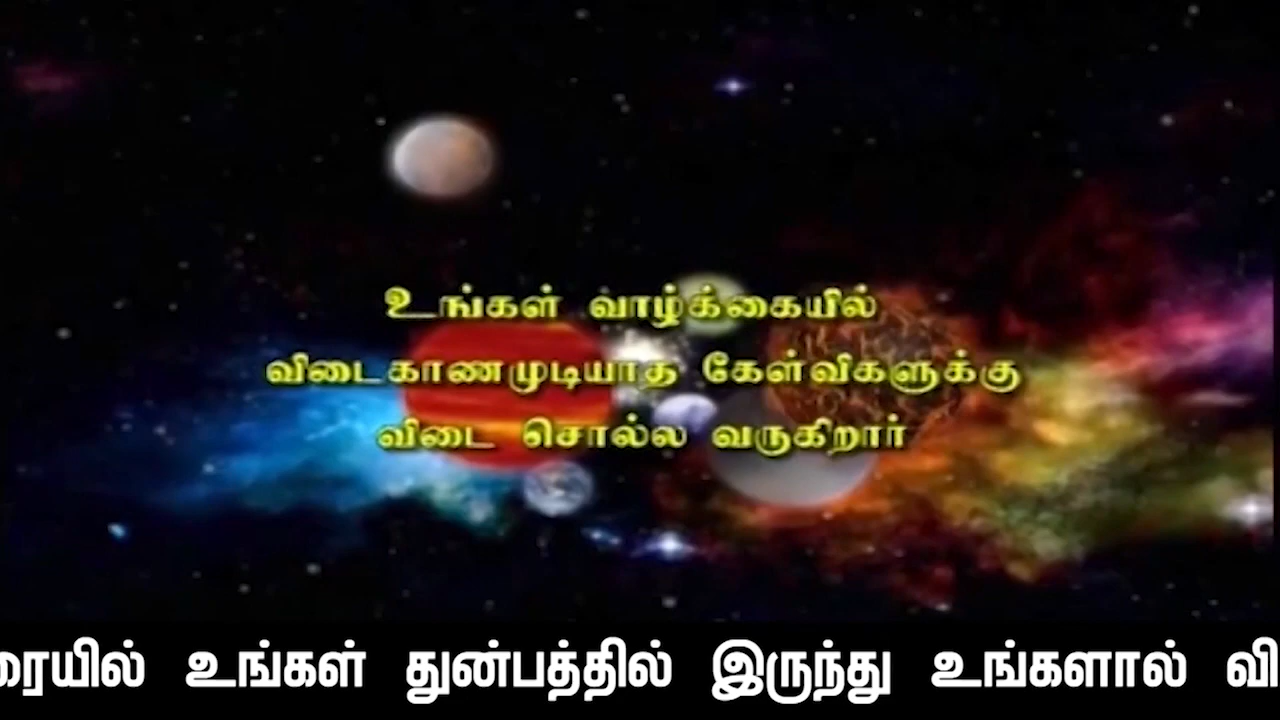 உங்கள் வாழ்க்கையில்
விடைகாணமுடியாத கேள்விகளுக்கு
விடை சொல்ல வருகிறார்
உங்கள் துன்பத்தில் இருந்து உங்களால்